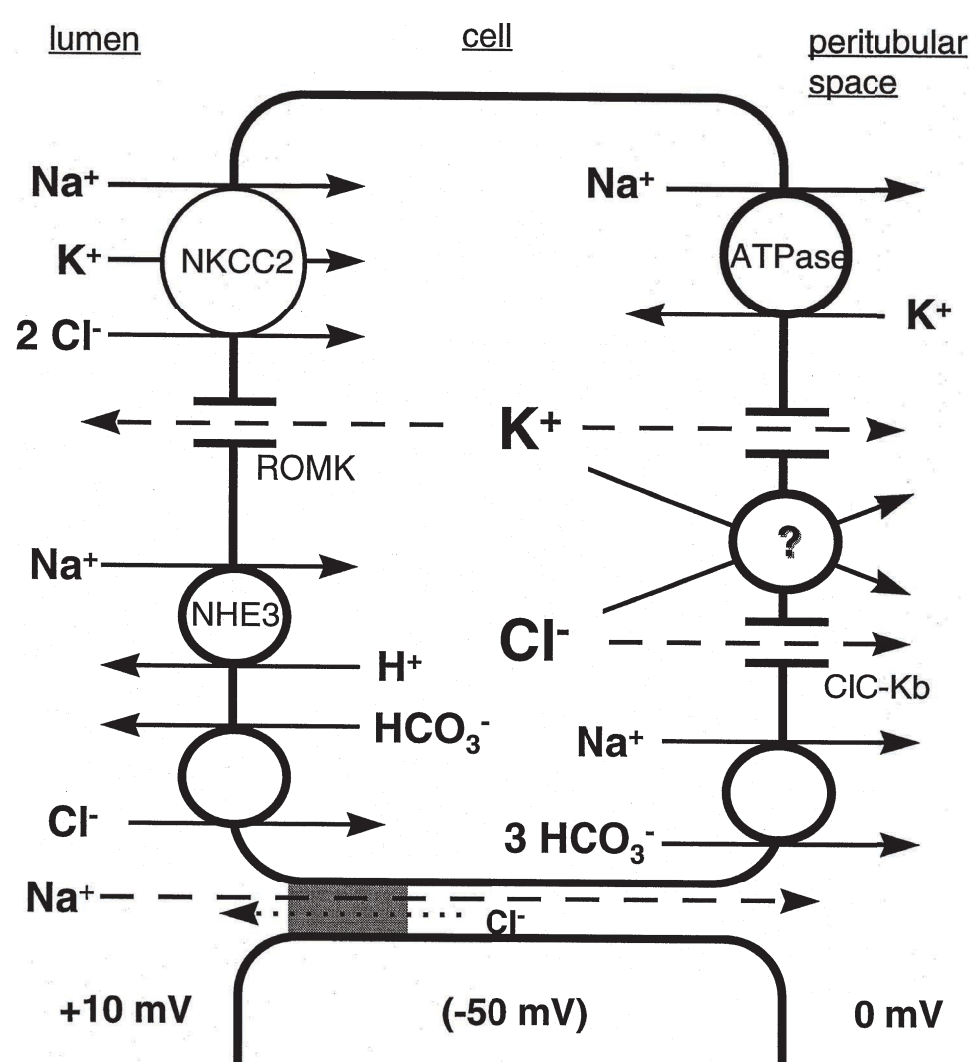 lumen
cell
peritubular
space
Na⁺
Na⁺
K⁺
NKCC2
ATPase
2 Cl⁻
K⁺
K⁺
ROMK
?
Na⁺
NHE3
Cl⁻
H⁺
ClC-Kb
HCO₃⁻
Na⁺
Cl⁻
3 HCO₃⁻
Na⁺
Cl⁻
+10 mV
(-50 mV)
0 mV